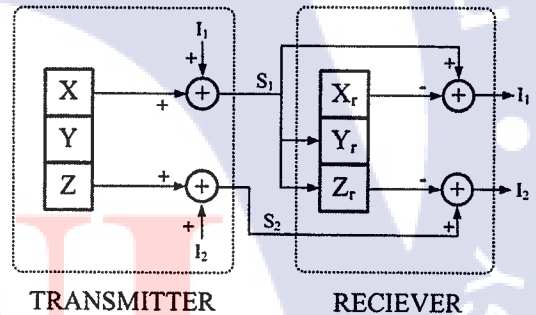 I₁
+
X
+
+
S₁
Y
Z
+
+
S₂
+
I₂
Xᵣ
-
+
+
I₁
Yᵣ
Zᵣ
-
+
+
I₂
TRANSMITTER
RECIEVER